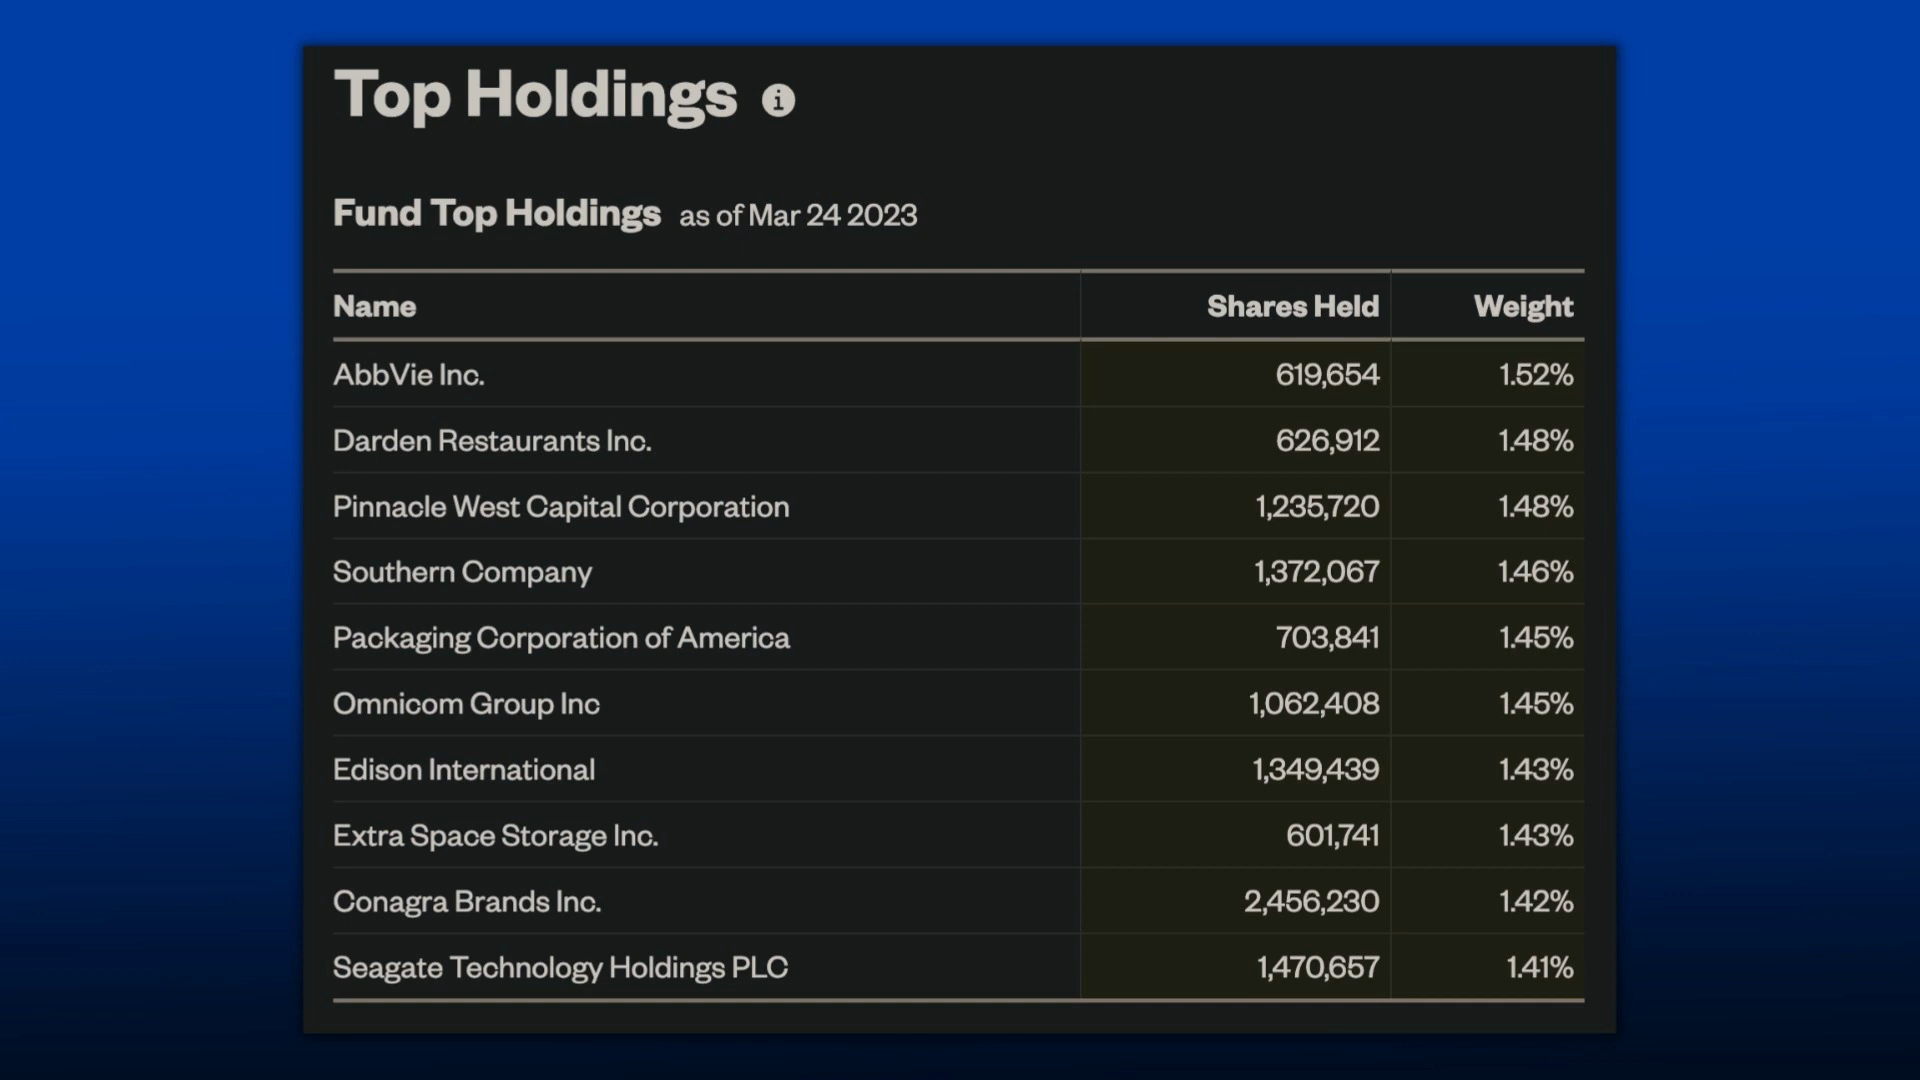 Top Holdings
Fund Top Holdings as of Mar 24 2023
Name Shares Held Weight
AbbVie Inc. 619,654 1.52%
Darden Restaurants Inc. 626,912 1.48%
Pinnacle West Capital Corporation 1,235,720 1.48%
Southern Company 1,372,067 1.46%
Packaging Corporation of America 703,841 1.45%
Omnicom Group Inc 1,062,408 1.45%
Edison International 1,349,439 1.43%
Extra Space Storage Inc. 601,741 1.43%
Conagra Brands Inc. 2,456,230 1.42%
Seagate Technology Holdings PLC 1,470,657 1.41%